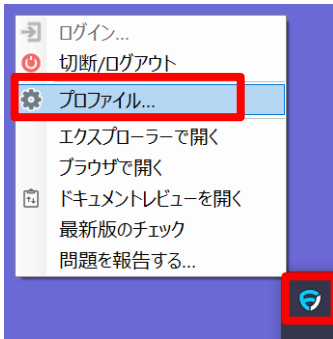 ログイン...
切断/ログアウト
プロファイル...
エクスプローラーで開く
ブラウザで開く
ドキュメントレビューを開く
最新版のチェック
問題を報告する...